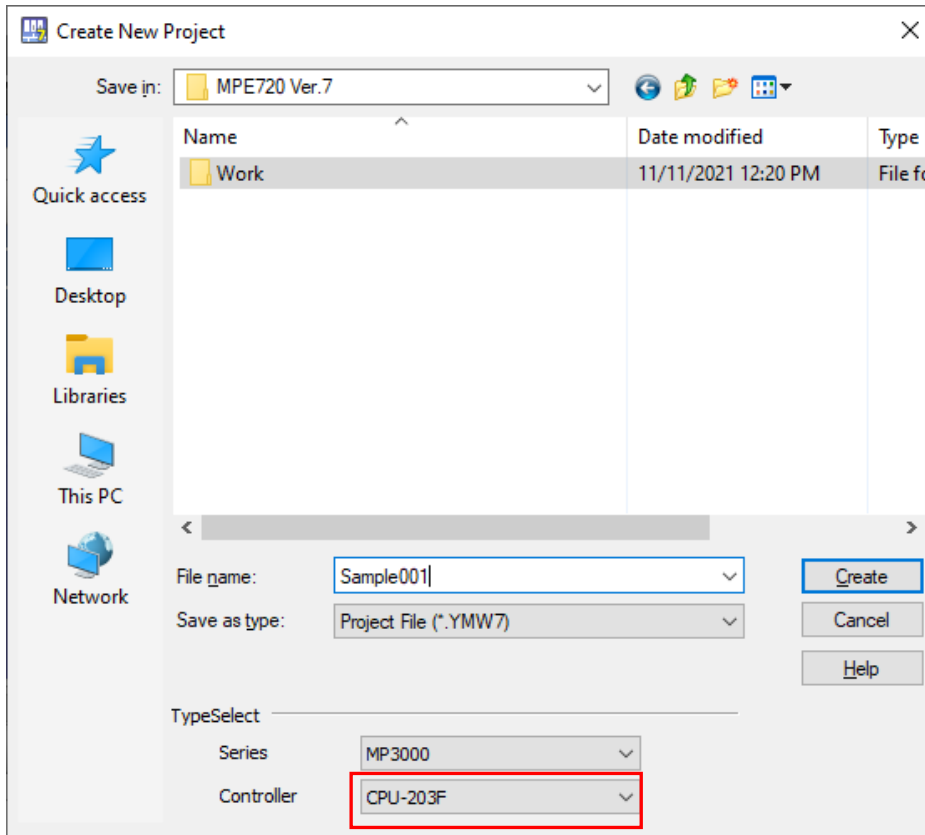 Create New Project
Save in: MPE720 Ver.7
Name Date modified Type
Work 11/11/2021 12:20 PM File fo
Quick access
Desktop
Libraries
This PC
Network
File name: Sample001 Create
Save as type: Project File (*.YMW7) Cancel
Help
TypeSelect
Series MP3000
Controller CPU-203F